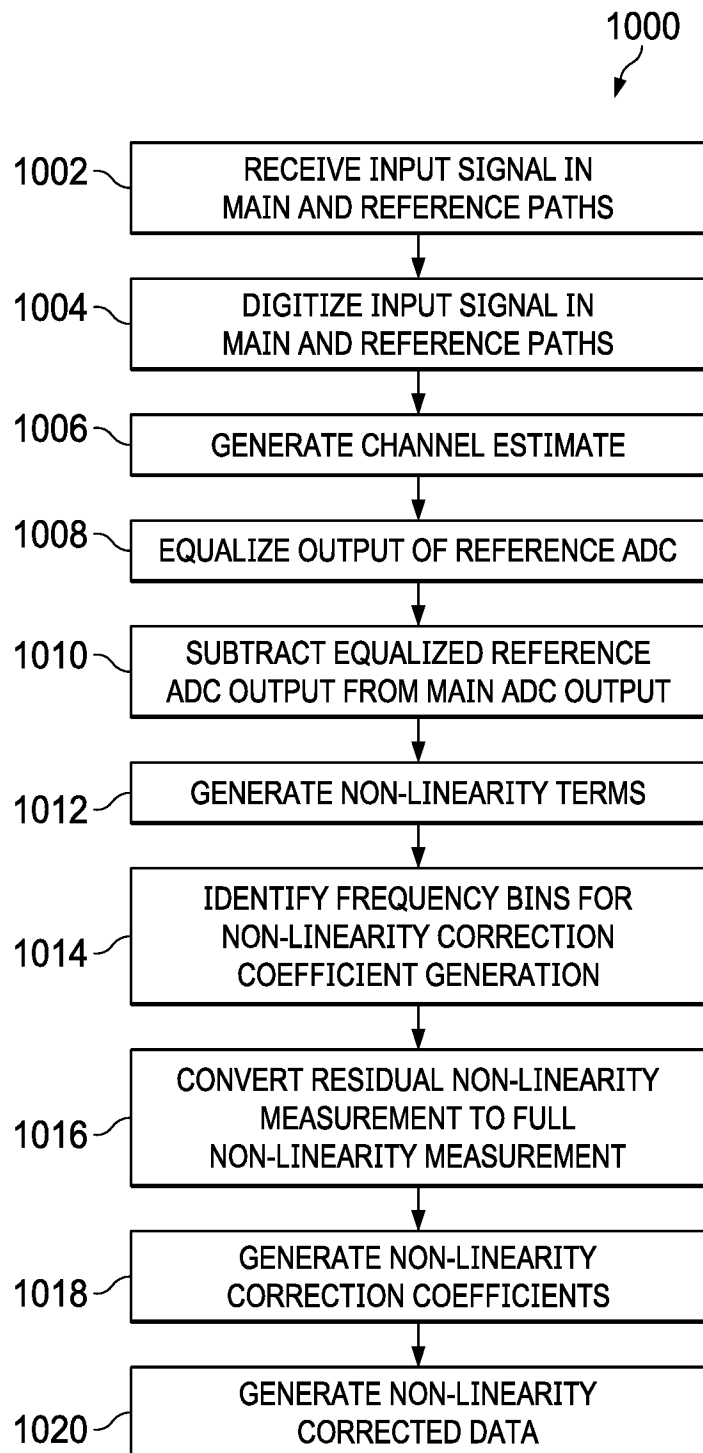 1000
1002
RECEIVE INPUT SIGNAL IN
MAIN AND REFERENCE PATHS
1004
DIGITIZE INPUT SIGNAL IN
MAIN AND REFERENCE PATHS
1006
GENERATE CHANNEL ESTIMATE
1008
EQUALIZE OUTPUT OF REFERENCE ADC
1010
SUBTRACT EQUALIZED REFERENCE
ADC OUTPUT FROM MAIN ADC OUTPUT
1012
GENERATE NON-LINEARITY TERMS
1014
IDENTIFY FREQUENCY BINS FOR
NON-LINEARITY CORRECTION
COEFFICIENT GENERATION
1016
CONVERT RESIDUAL NON-LINEARITY
MEASUREMENT TO FULL
NON-LINEARITY MEASUREMENT
1018
GENERATE NON-LINEARITY
CORRECTION COEFFICIENTS
1020
GENERATE NON-LINEARITY
CORRECTED DATA